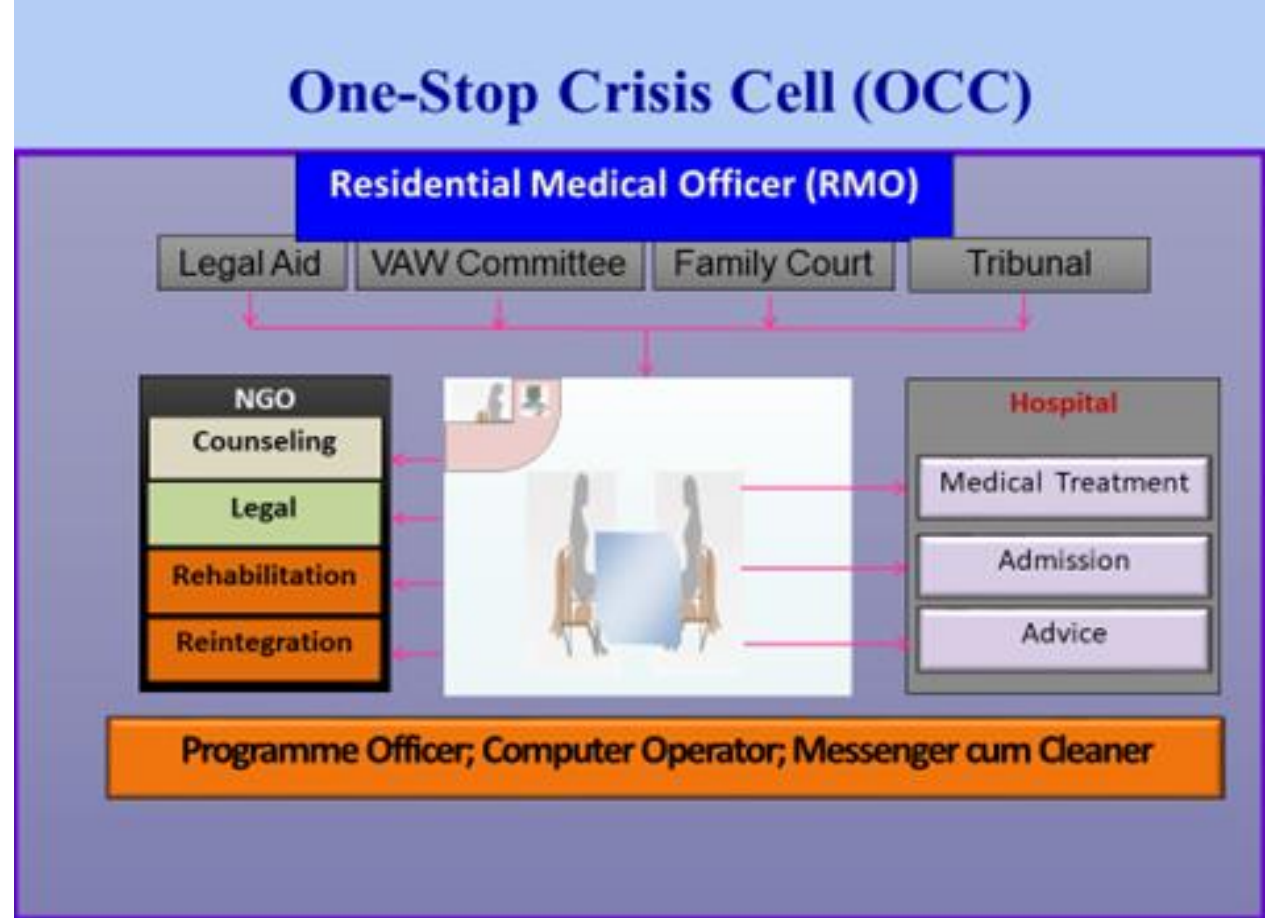 One-Stop Crisis Cell (OCC)
Residential Medical Officer (RMO)
Legal Aid
VAW Committee
Family Court
Tribunal
NGO
Counseling
Legal
Rehabilitation
Reintegration
Hospital
Medical Treatment
Admission
Advice
Programme Officer; Computer Operator; Messenger cum Cleaner